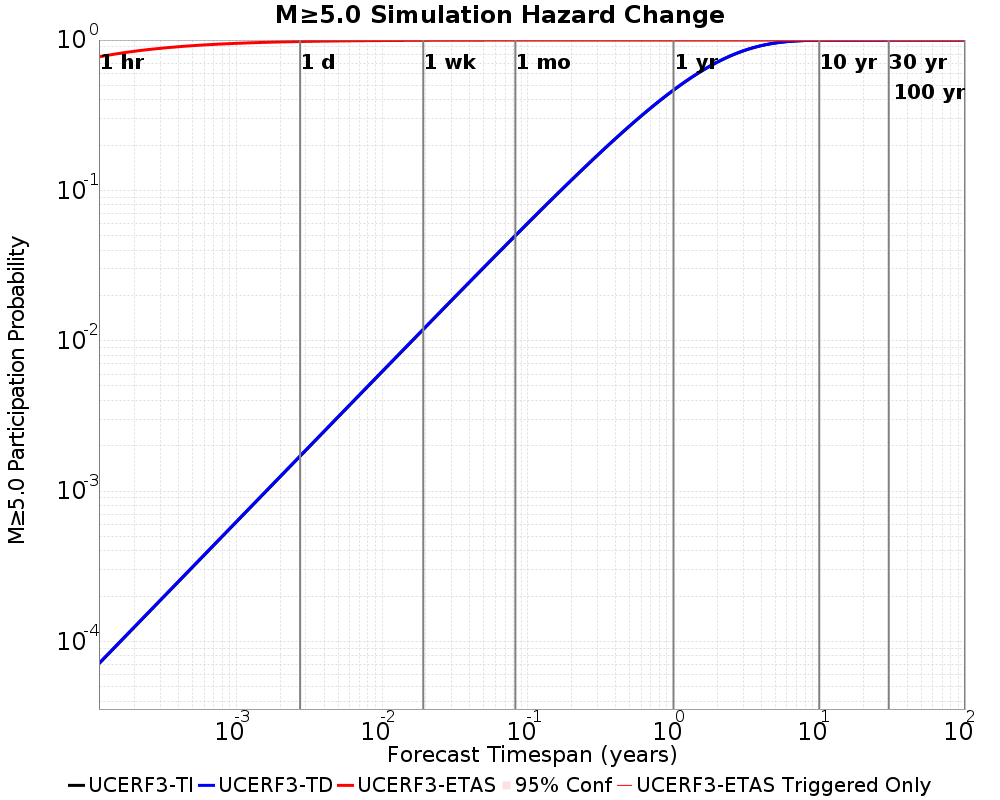 M≥5.0 Simulation Hazard Change
M≥5.0 Participation Probability
10^0
10^-1
10^-2
10^-3
10^-4
1 hr
1 d
1 wk
1 mo
1 yr
10 yr
30 yr
100 yr
10^-3
10^-2
10^-1
10^0
10^1
10^2
Forecast Timespan (years)
UCERF3-TI UCERF3-TD UCERF3-ETAS 95% Conf UCERF3-ETAS Triggered Only